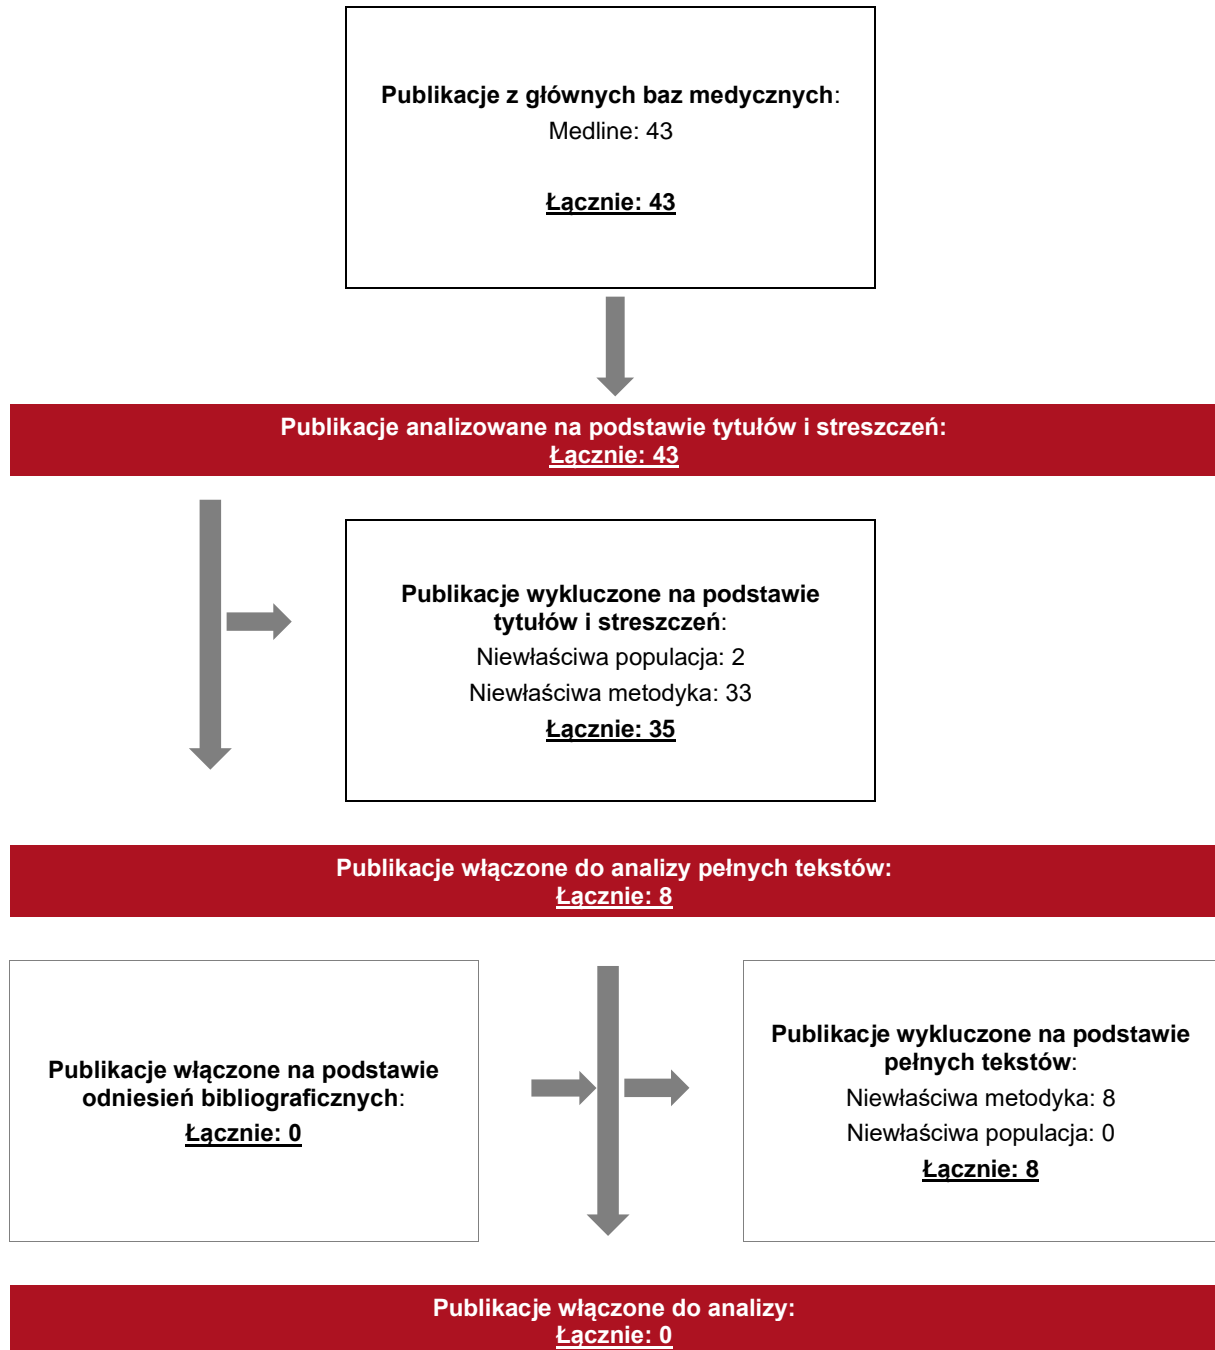 Publikacje z głównych baz medycznych:
Medline: 43
Łącznie: 43
Publikacje analizowane na podstawie tytułów i streszczeń:
Łącznie: 43
Publikacje wykluczone na podstawie
tytułów i streszczeń:
Niewłaściwa populacja: 2
Niewłaściwa metodyka: 33
Łącznie: 35
Publikacje włączone do analizy pełnych tekstów:
Łącznie: 8
Publikacje włączone na podstawie
odniesień bibliograficznych:
Łącznie: 0
Publikacje wykluczone na podstawie
pełnych tekstów:
Niewłaściwa metodyka: 8
Niewłaściwa populacja: 0
Łącznie: 8
Publikacje włączone do analizy:
Łącznie: 0